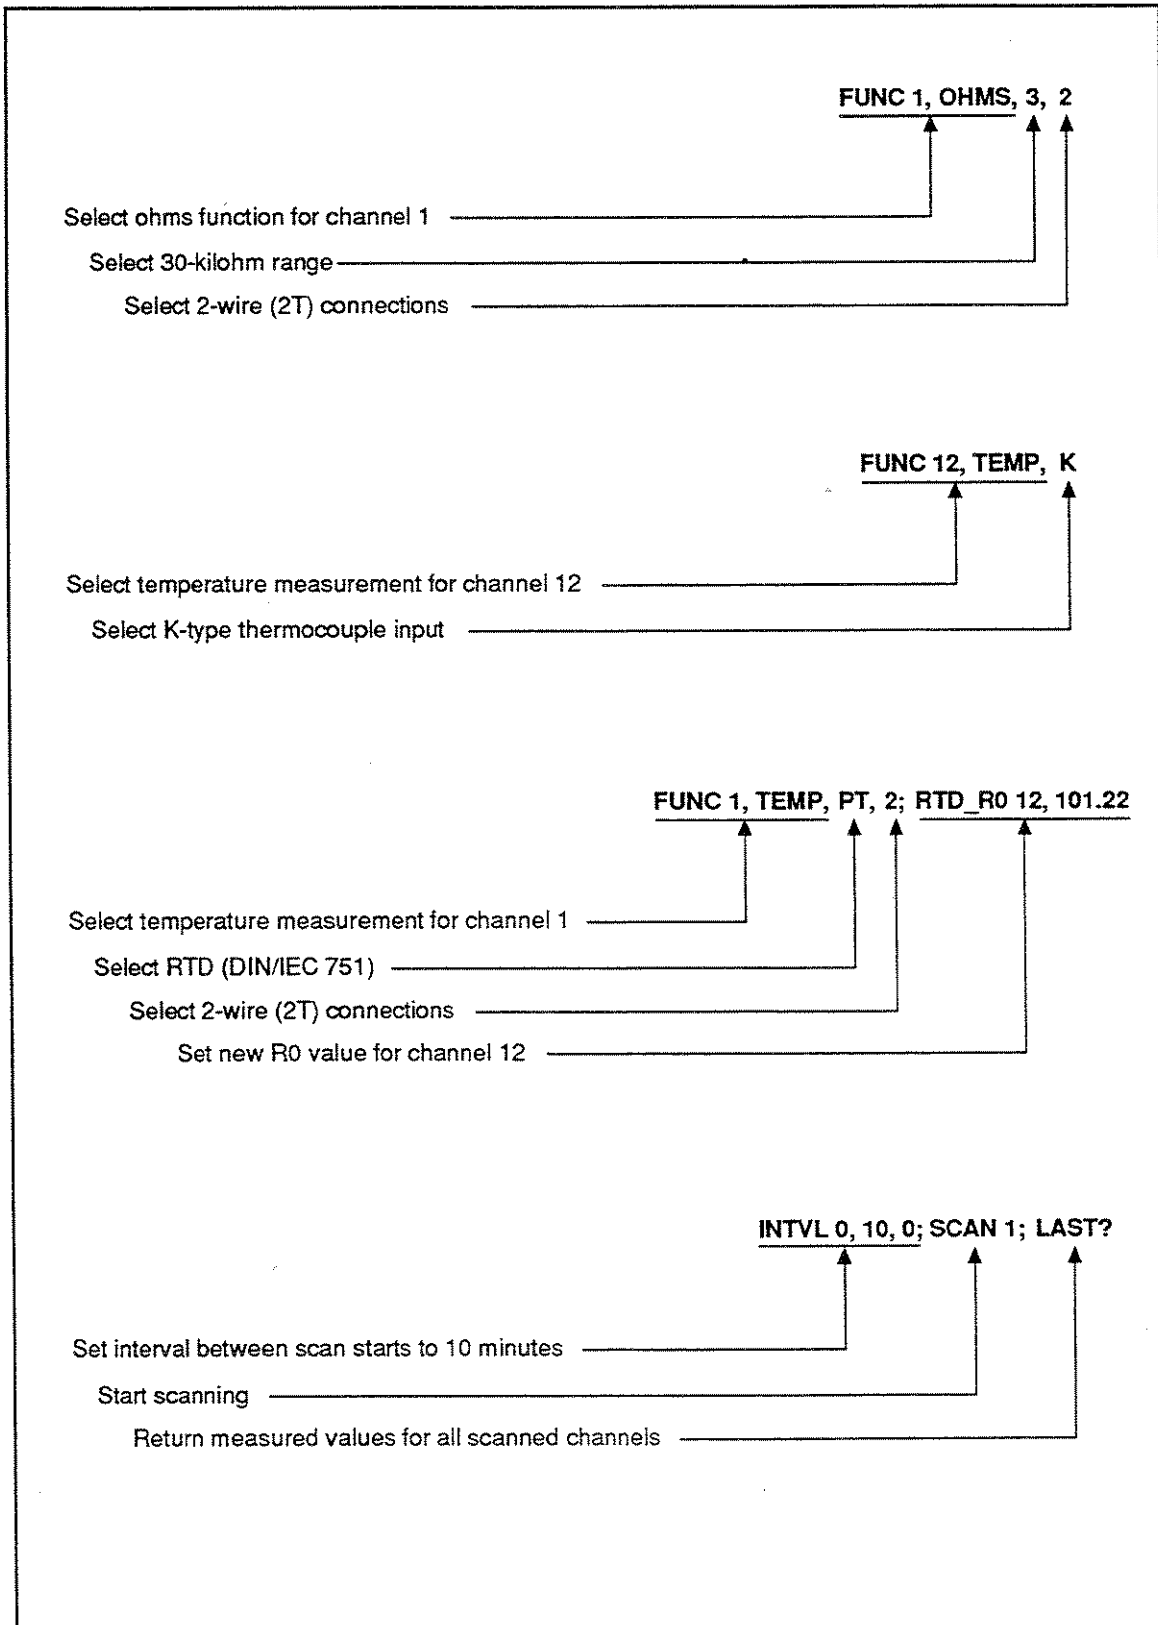 FUNC 1, OHMS, 3, 2
Select ohms function for channel 1
Select 30-kilohm range
Select 2-wire (2T) connections
FUNC 12, TEMP, K
Select temperature measurement for channel 12
Select K-type thermocouple input
FUNC 1, TEMP, PT, 2; RTD_R0 12, 101.22
Select temperature measurement for channel 1
Select RTD (DIN/IEC 751)
Select 2-wire (2T) connections
Set new R0 value for channel 12
INTVL 0, 10, 0; SCAN 1; LAST?
Set interval between scan starts to 10 minutes
Start scanning
Return measured values for all scanned channels